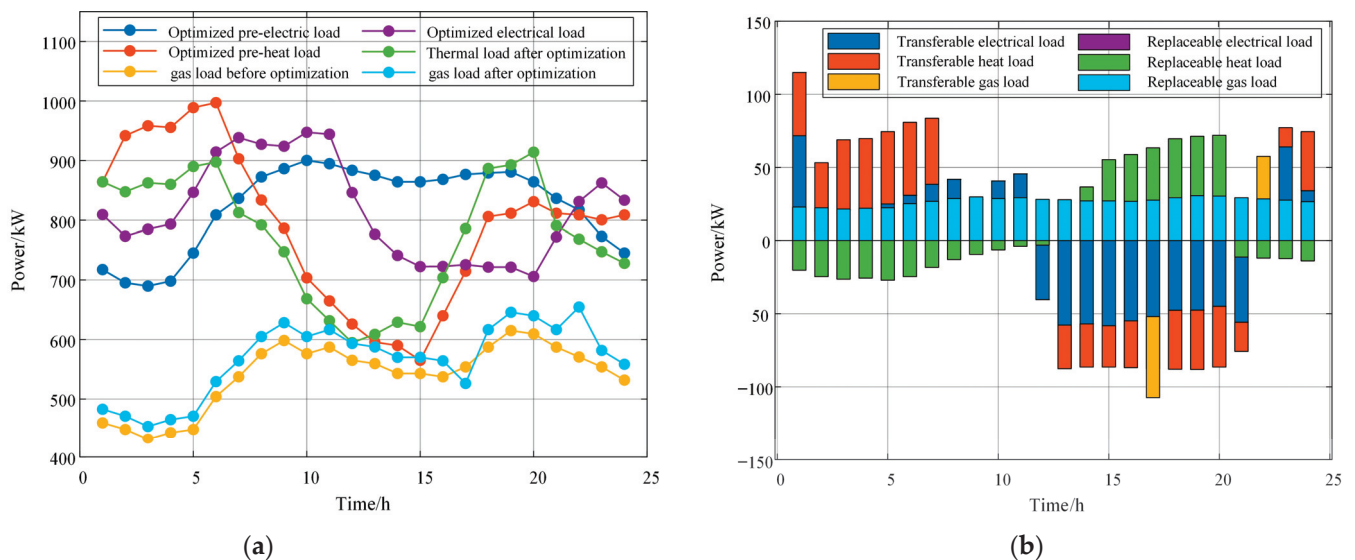 Optimized pre-electric load
Optimized electrical load
Optimized pre-heat load
Thermal load after optimization
gas load before optimization
gas load after optimization
1100
1000
900
800
700
600
500
400
Power/kW
0 5 10 15 20 25
Time/h
(a)
Transferable electrical load
Replaceable electrical load
Transferable heat load
Replaceable heat load
Transferable gas load
Replaceable gas load
150
100
50
0
−50
−100
−150
Power/kW
0 5 10 15 20 25
Time/h
(b)